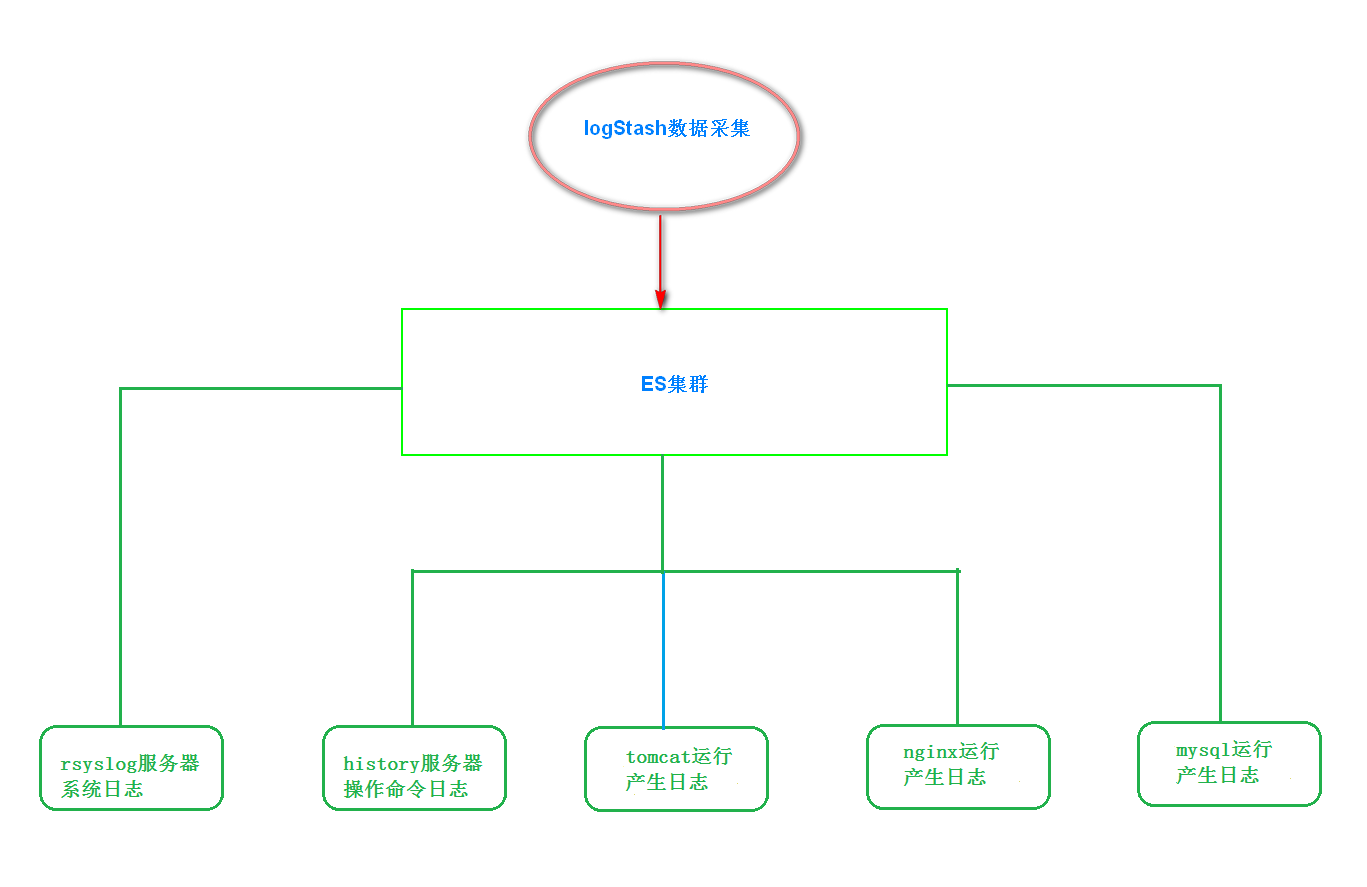 logStash数据采集
ES集群
rsyslog服务器
系统日志
history服务器
操作命令日志
tomcat运行
产生日志
nginx运行
产生日志
mysql运行
产生日志